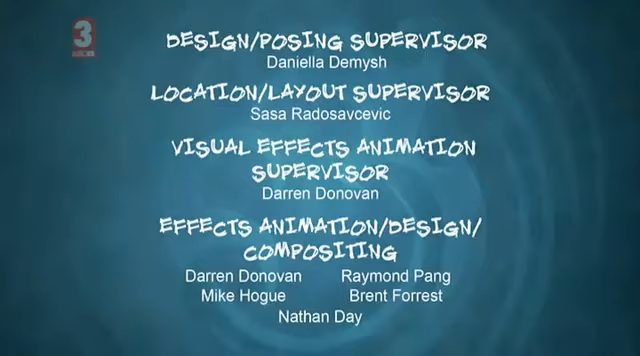 3
DESIGN/POSING SUPERVISOR
Daniella Demysh
LOCATION/LAYOUT SUPERVISOR
Sasa Radosavcevic
VISUAL EFFECTS ANIMATION
SUPERVISOR
Darren Donovan
EFFECTS ANIMATION/DESIGN/
COMPOSITING
Darren Donovan Raymond Pang
Mike Hogue Brent Forrest
Nathan Day